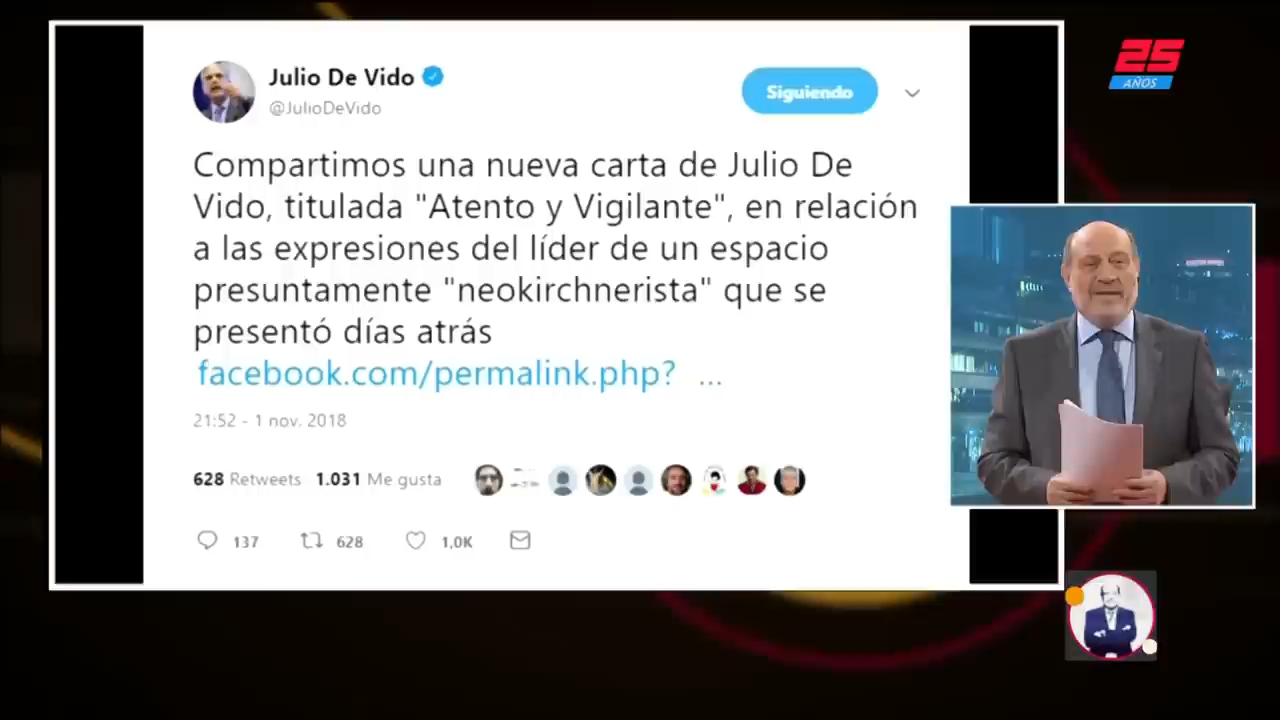 Julio De Vido
@JulioDeVido
Siguiendo
25
AÑOS
Compartimos una nueva carta de Julio De
Vido, titulada "Atento y Vigilante", en relación
a las expresiones del líder de un espacio
presuntamente "neokirchnerista" que se
presentó días atrás
facebook.com/permalink.php? ...
21:52 - 1 nov. 2018
628 Retweets 1.031 Me gusta
137 628 1,0K